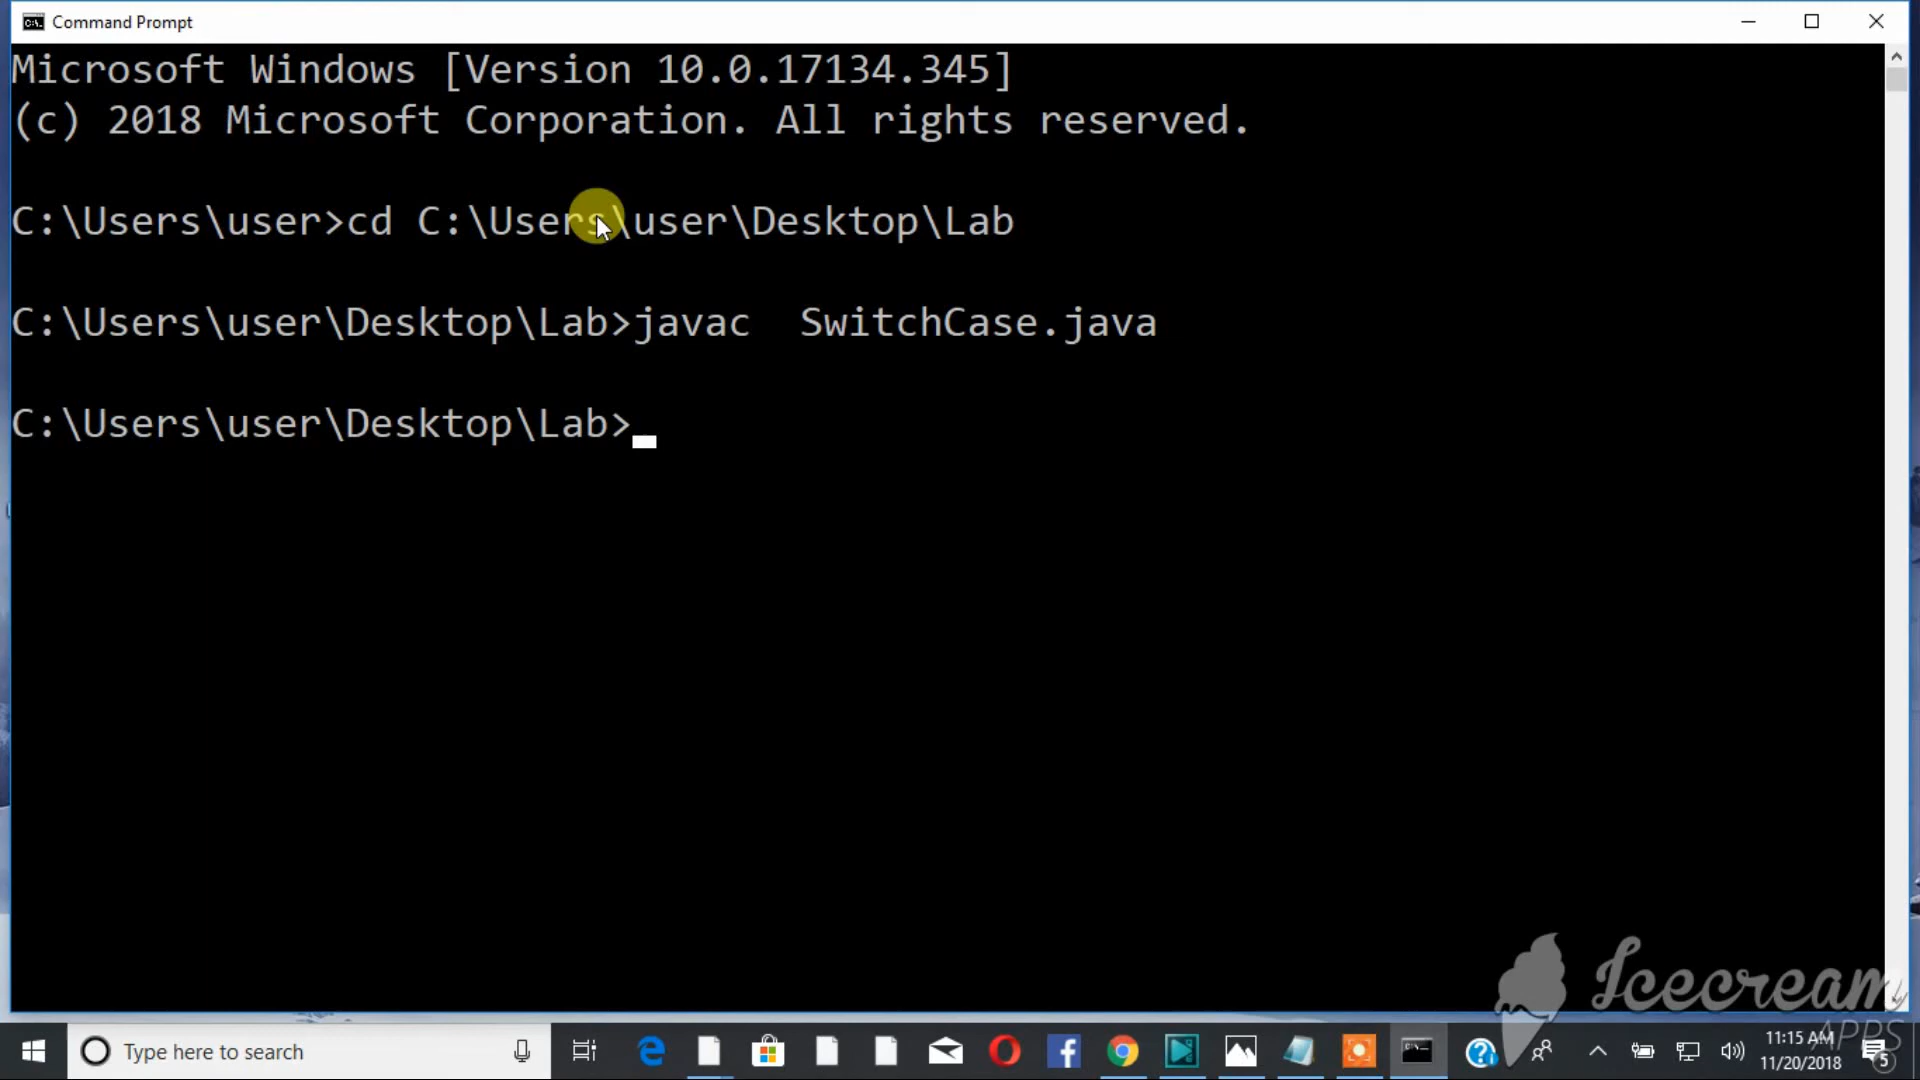 Command Prompt
Microsoft Windows [Version 10.0.17134.345]
(c) 2018 Microsoft Corporation. All rights reserved.
C:\Users\user>cd C:\Users\user\Desktop\Lab
C:\Users\user\Desktop\Lab>javac  SwitchCase.java
C:\Users\user\Desktop\Lab>
Icecream
APPS
Type here to search
11:15 AM
11/20/2018
5